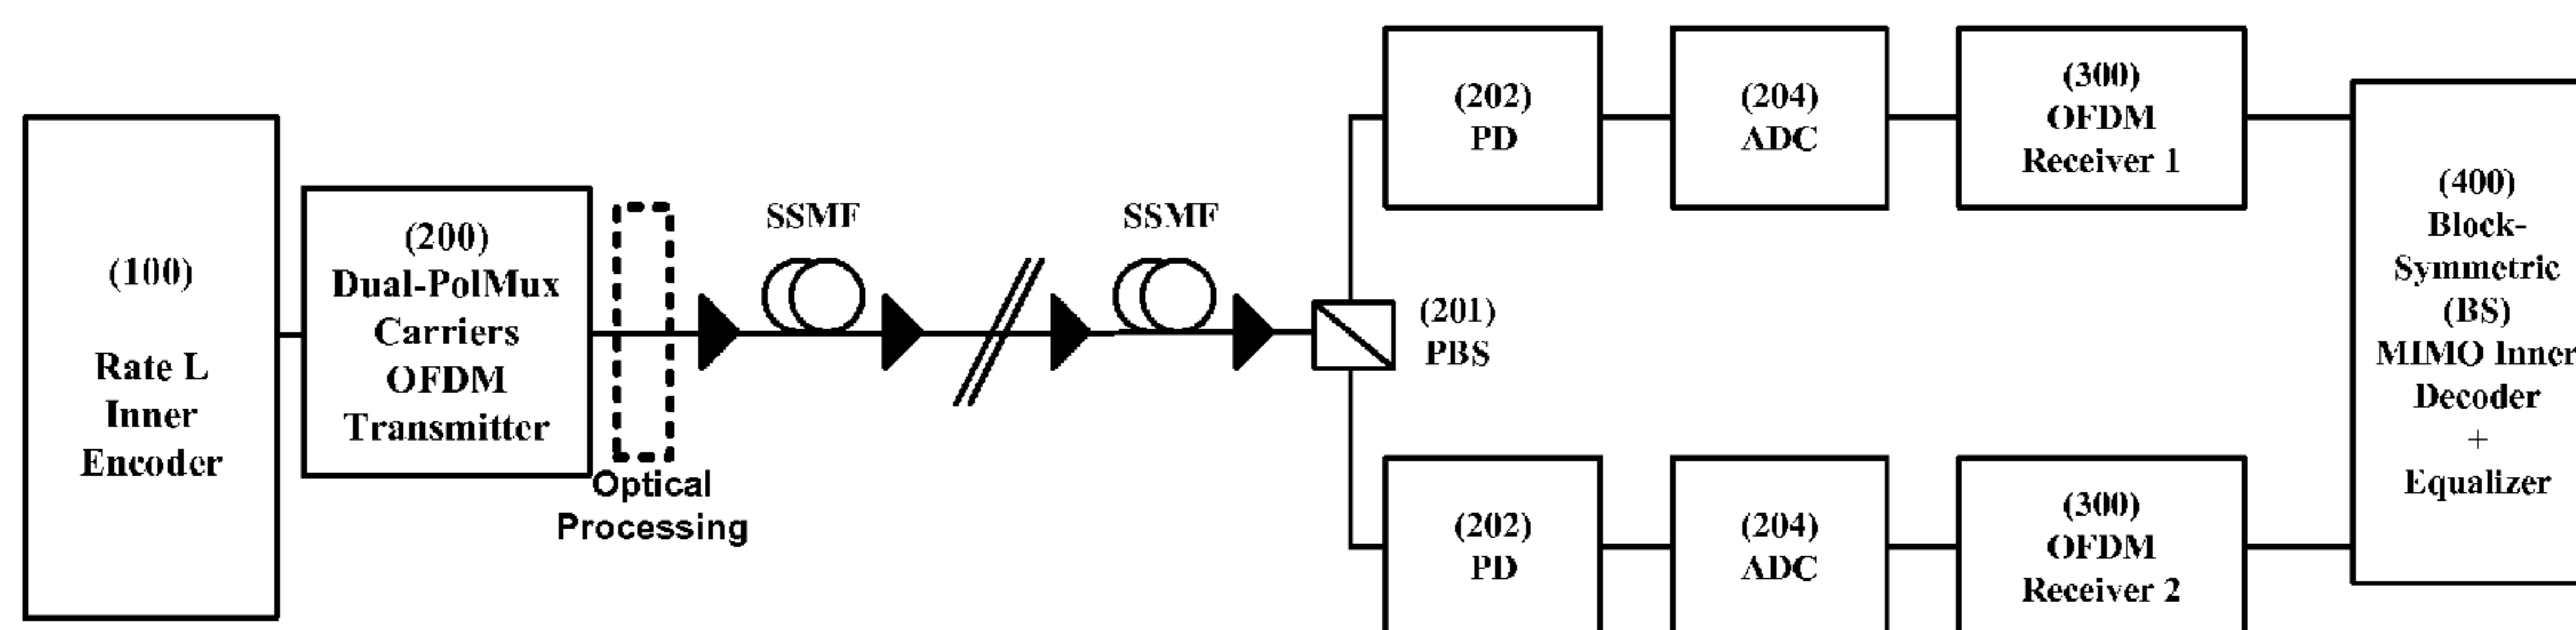 (100)
Rate L
Inner
Encoder
(200)
Dual-PolMux
Carriers
OFDM
Transmitter
Optical
Processing
SSMF
SSMF
(201)
PBS
(202)
PD
(204)
ADC
(300)
OFDM
Receiver 1
(202)
PD
(204)
ADC
(300)
OFDM
Receiver 2
(400)
Block-
Symmetric
(BS)
MIMO Inner
Decoder
+
Equalizer